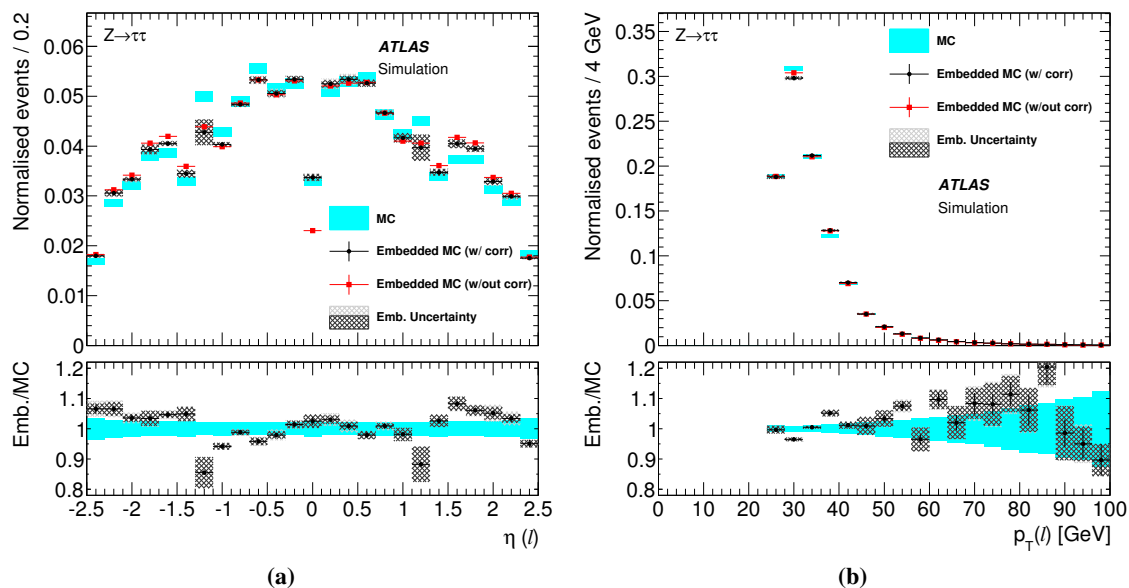 Normalised events / 0.2
0.06
0.05
0.04
0.03
0.02
0.01
0
Z→ττ
ATLAS
Simulation
MC
Embedded MC (w/ corr)
Embedded MC (w/out corr)
Emb. Uncertainty
Emb./MC
1.2
1.1
1
0.9
0.8
-2.5 -2 -1.5 -1 -0.5 0 0.5 1 1.5 2 2.5
η (l)
(a)
Normalised events / 4 GeV
0.35
0.3
0.25
0.2
0.15
0.1
0.05
0
Z→ττ
MC
Embedded MC (w/ corr)
Embedded MC (w/out corr)
Emb. Uncertainty
ATLAS
Simulation
Emb./MC
1.2
1.1
1
0.9
0.8
0 10 20 30 40 50 60 70 80 90 100
p_T(l) [GeV]
(b)